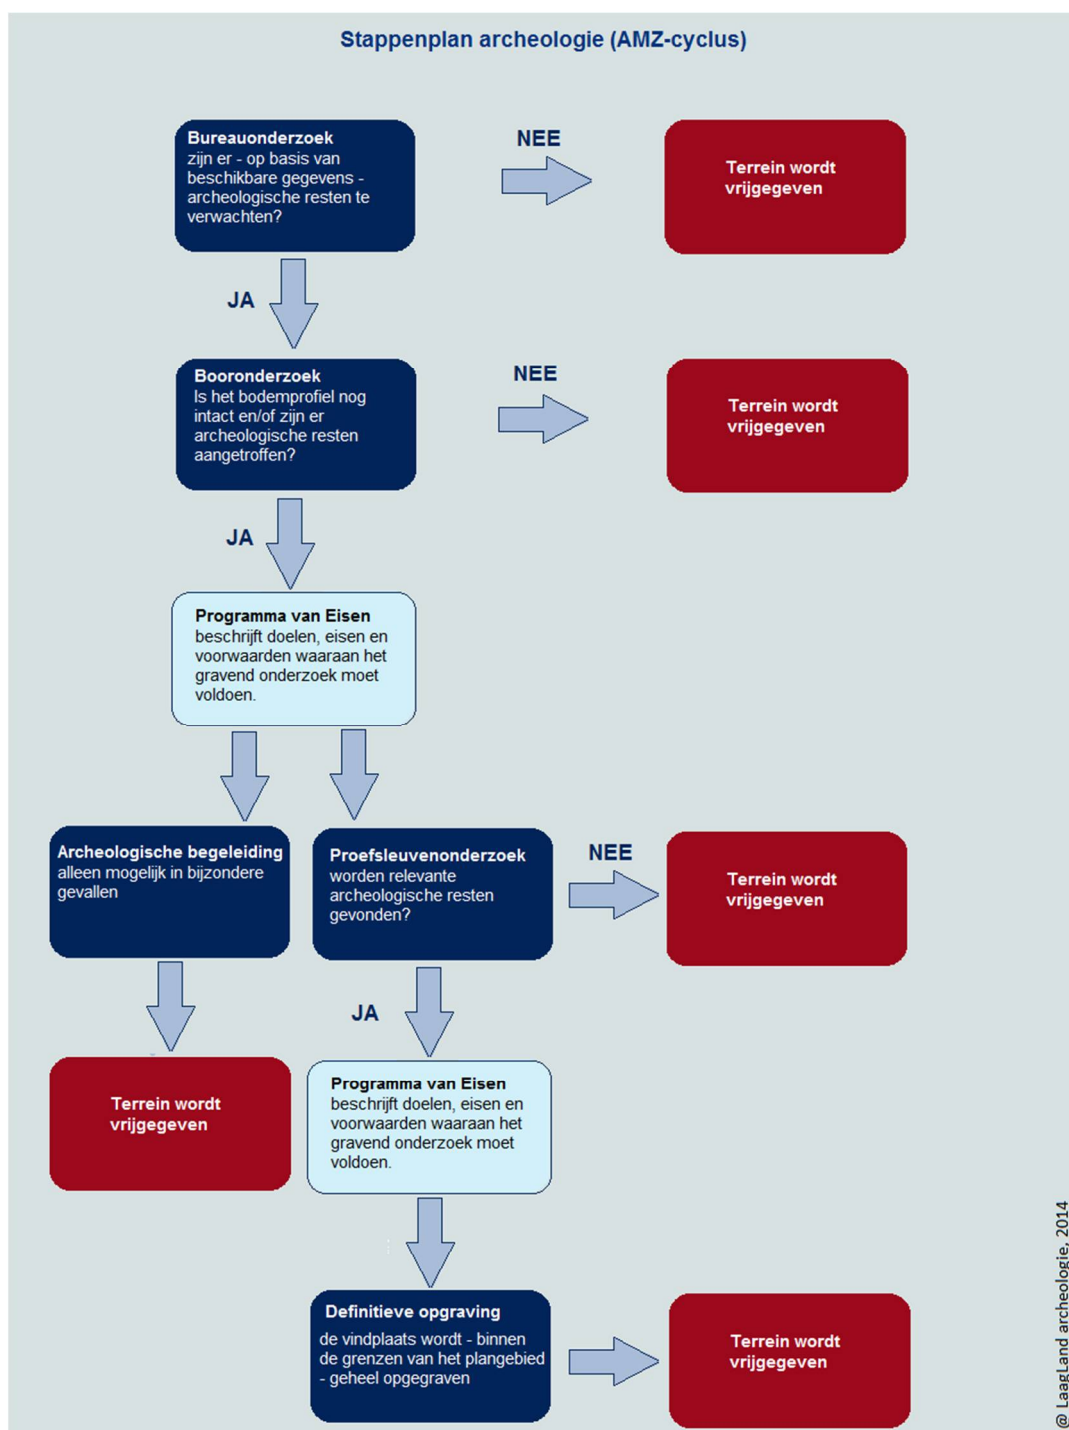 Stappenplan archeologie (AMZ-cyclus)
Bureauonderzoek
zijn er - op basis van
beschikbare gegevens -
archeologische resten te
verwachten?
NEE
Terrein wordt
vrijgegeven
JA
Booronderzoek
Is het bodemprofiel nog
intact en/of zijn er
archeologische resten
aangetroffen?
NEE
Terrein wordt
vrijgegeven
JA
Programma van Eisen
beschrijft doelen, eisen en
voorwaarden waaraan het
gravend onderzoek moet
voldoen.
Archeologische begeleiding
alleen mogelijk in bijzondere
gevallen
Proefsleuvenonderzoek
worden relevante
archeologische resten
gevonden?
NEE
Terrein wordt
vrijgegeven
JA
Terrein wordt
vrijgegeven
Programma van Eisen
beschrijft doelen, eisen en
voorwaarden waaraan het
gravend onderzoek moet
voldoen.
Definitieve opgraving
de vindplaats wordt - binnen
de grenzen van het plangebied
- geheel opgegraven
Terrein wordt
vrijgegeven
@ LaagLand archeologie, 2014